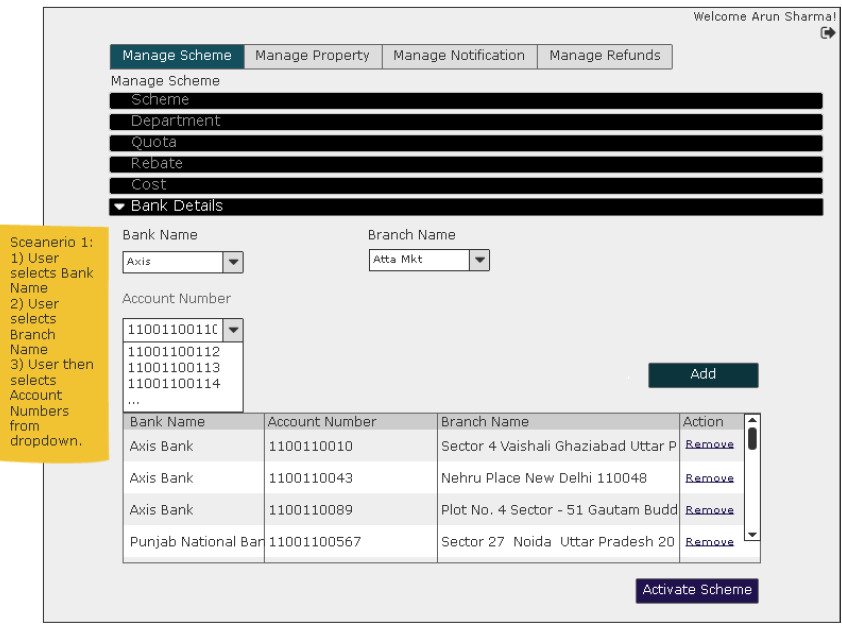 Welcome Arun Sharma!
Manage Scheme Manage Property Manage Notification Manage Refunds
Manage Scheme
Scheme
Department
Quota
Rebate
Cost
Bank Details
Sceanerio 1:
1) User
selects Bank
Name
2) User
selects
Branch
Name
3) User then
selects
Account
Numbers
from
dropdown.
Bank Name Branch Name
Axis Atta Mkt
Account Number
11001100110
11001100112
11001100113
11001100114
...
Add
Bank Name Account Number Branch Name Action
Axis Bank 1100110010 Sector 4 Vaishali Ghaziabad Uttar P Remove
Axis Bank 1100110043 Nehru Place New Delhi 110048 Remove
Axis Bank 1100110089 Plot No. 4 Sector - 51 Gautam Budd Remove
Punjab National Ban 11001100567 Sector 27 Noida Uttar Pradesh 20 Remove
Activate Scheme